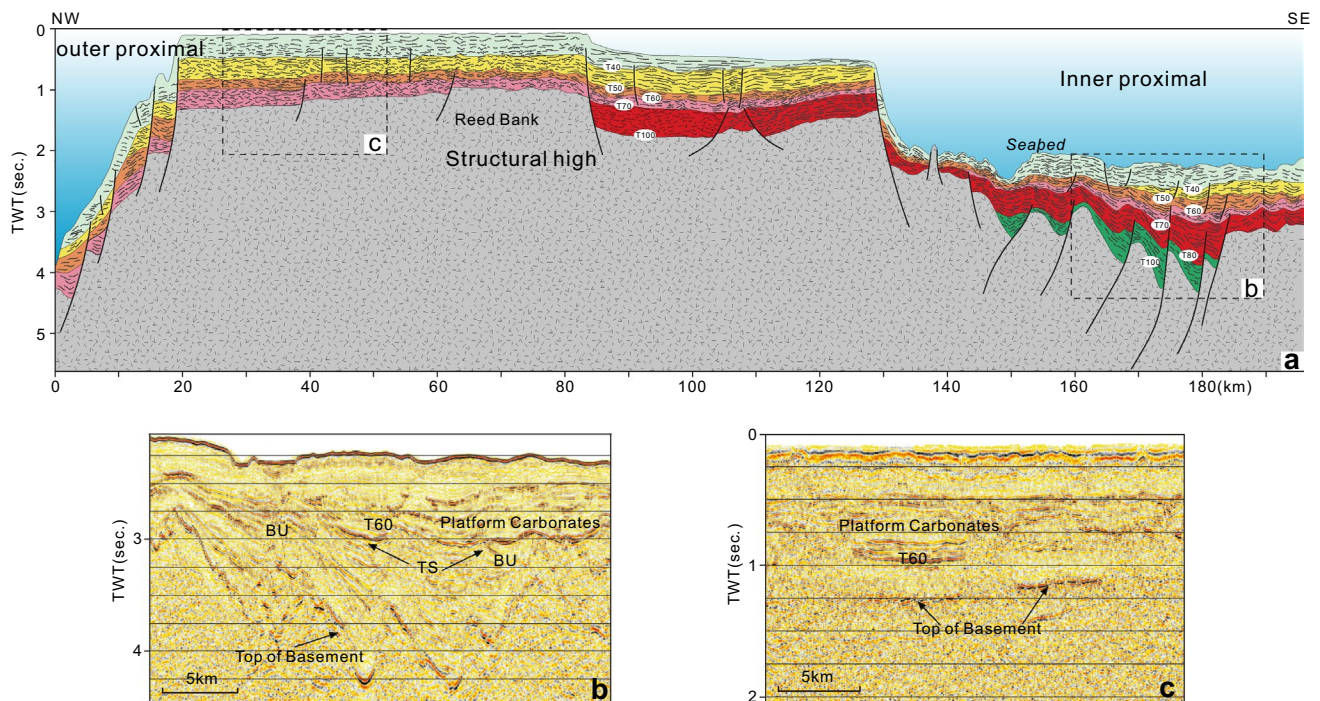 NW
SE
0
outer proximal
T40
Inner proximal
1
T50
T60
T70
Reed Bank
c
T100
2
Structural high
Seabed
TWT(sec.)
3
T40
T50
T60
T70
4
T80
T100
b
5
a
0
20
40
60
80
100
120
140
160
180(km)
0
T60
Platform Carbonates
BU
3
TS
BU
TWT(sec.)
Top of Basement
4
5km
b
Platform Carbonates
T60
1
TWT(sec.)
Top of Basement
5km
c
2